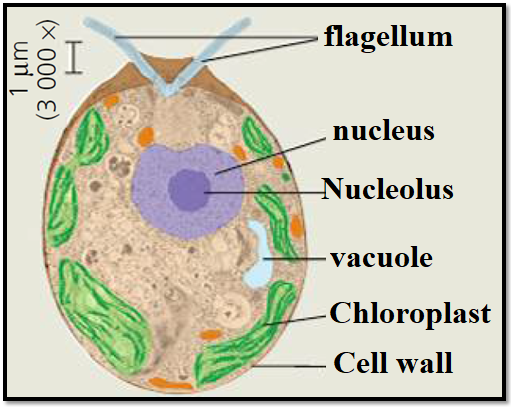 1 µm
(3 000 ×)
flagellum
nucleus
Nucleolus
vacuole
Chloroplast
Cell wall